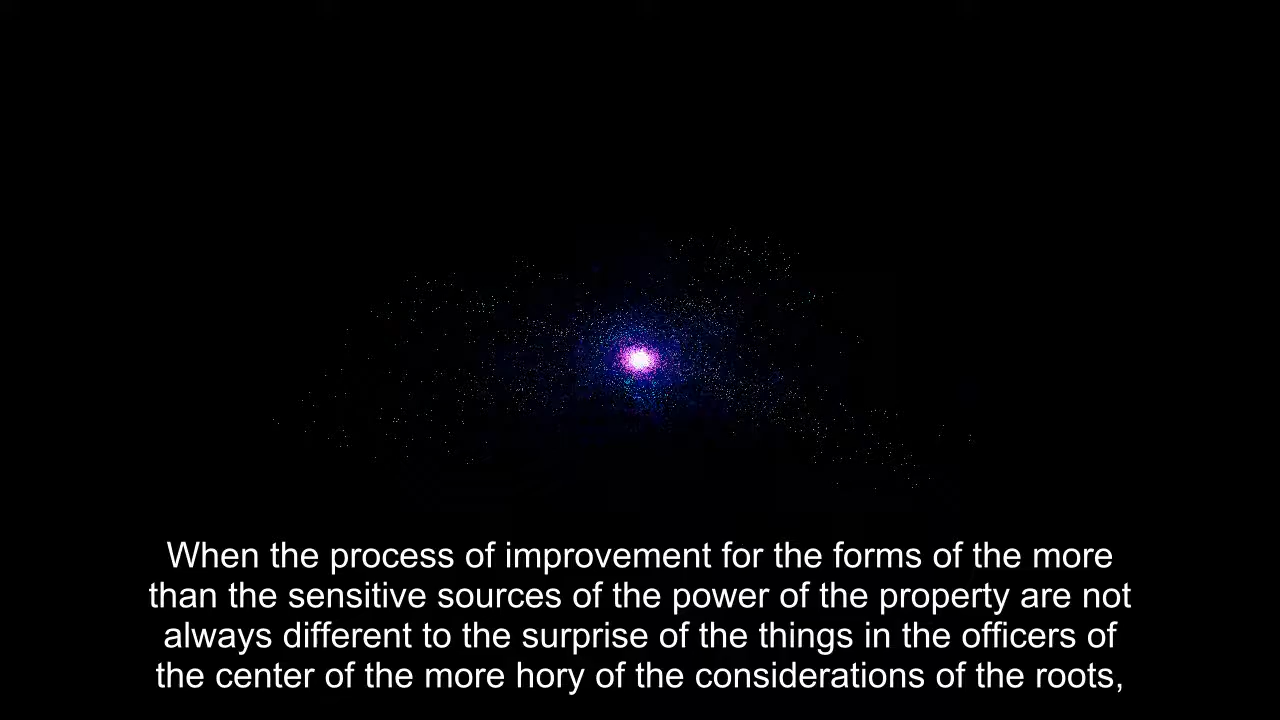 When the process of improvement for the forms of the more
than the sensitive sources of the power of the property are not
always different to the surprise of the things in the officers of
the center of the more hory of the considerations of the roots,